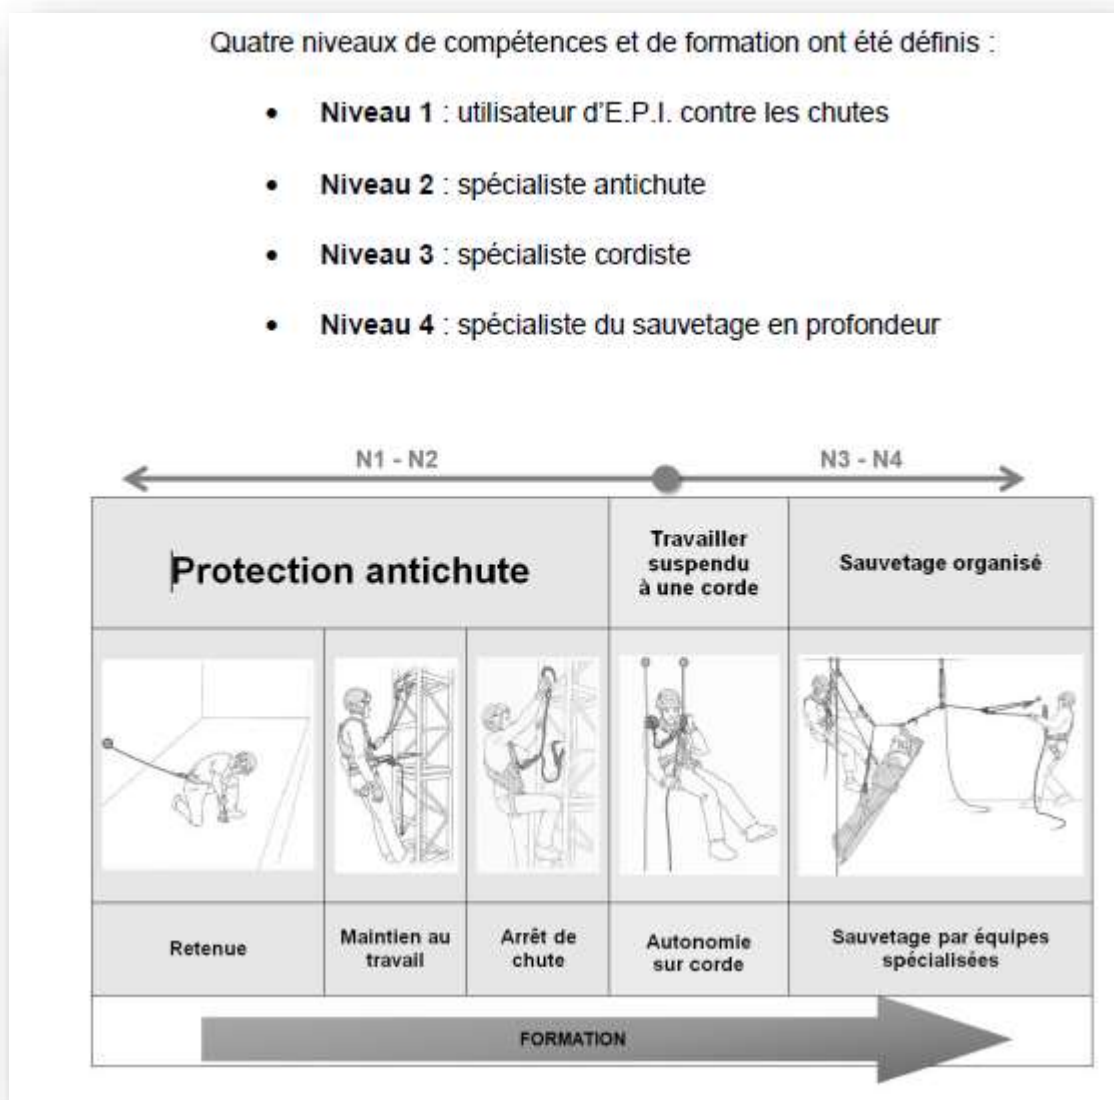 Quatre niveaux de compétences et de formation ont été définis :
• Niveau 1 : utilisateur d'E.P.I. contre les chutes
• Niveau 2 : spécialiste antichute
• Niveau 3 : spécialiste cordiste
• Niveau 4 : spécialiste du sauvetage en profondeur
N1 - N2
N3 - N4
Protection antichute
Travailler
suspendu
à une corde
Sauvetage organisé
Retenue
Maintien au
travail
Arrêt de
chute
Autonomie
sur corde
Sauvetage par équipes
spécialisées
FORMATION